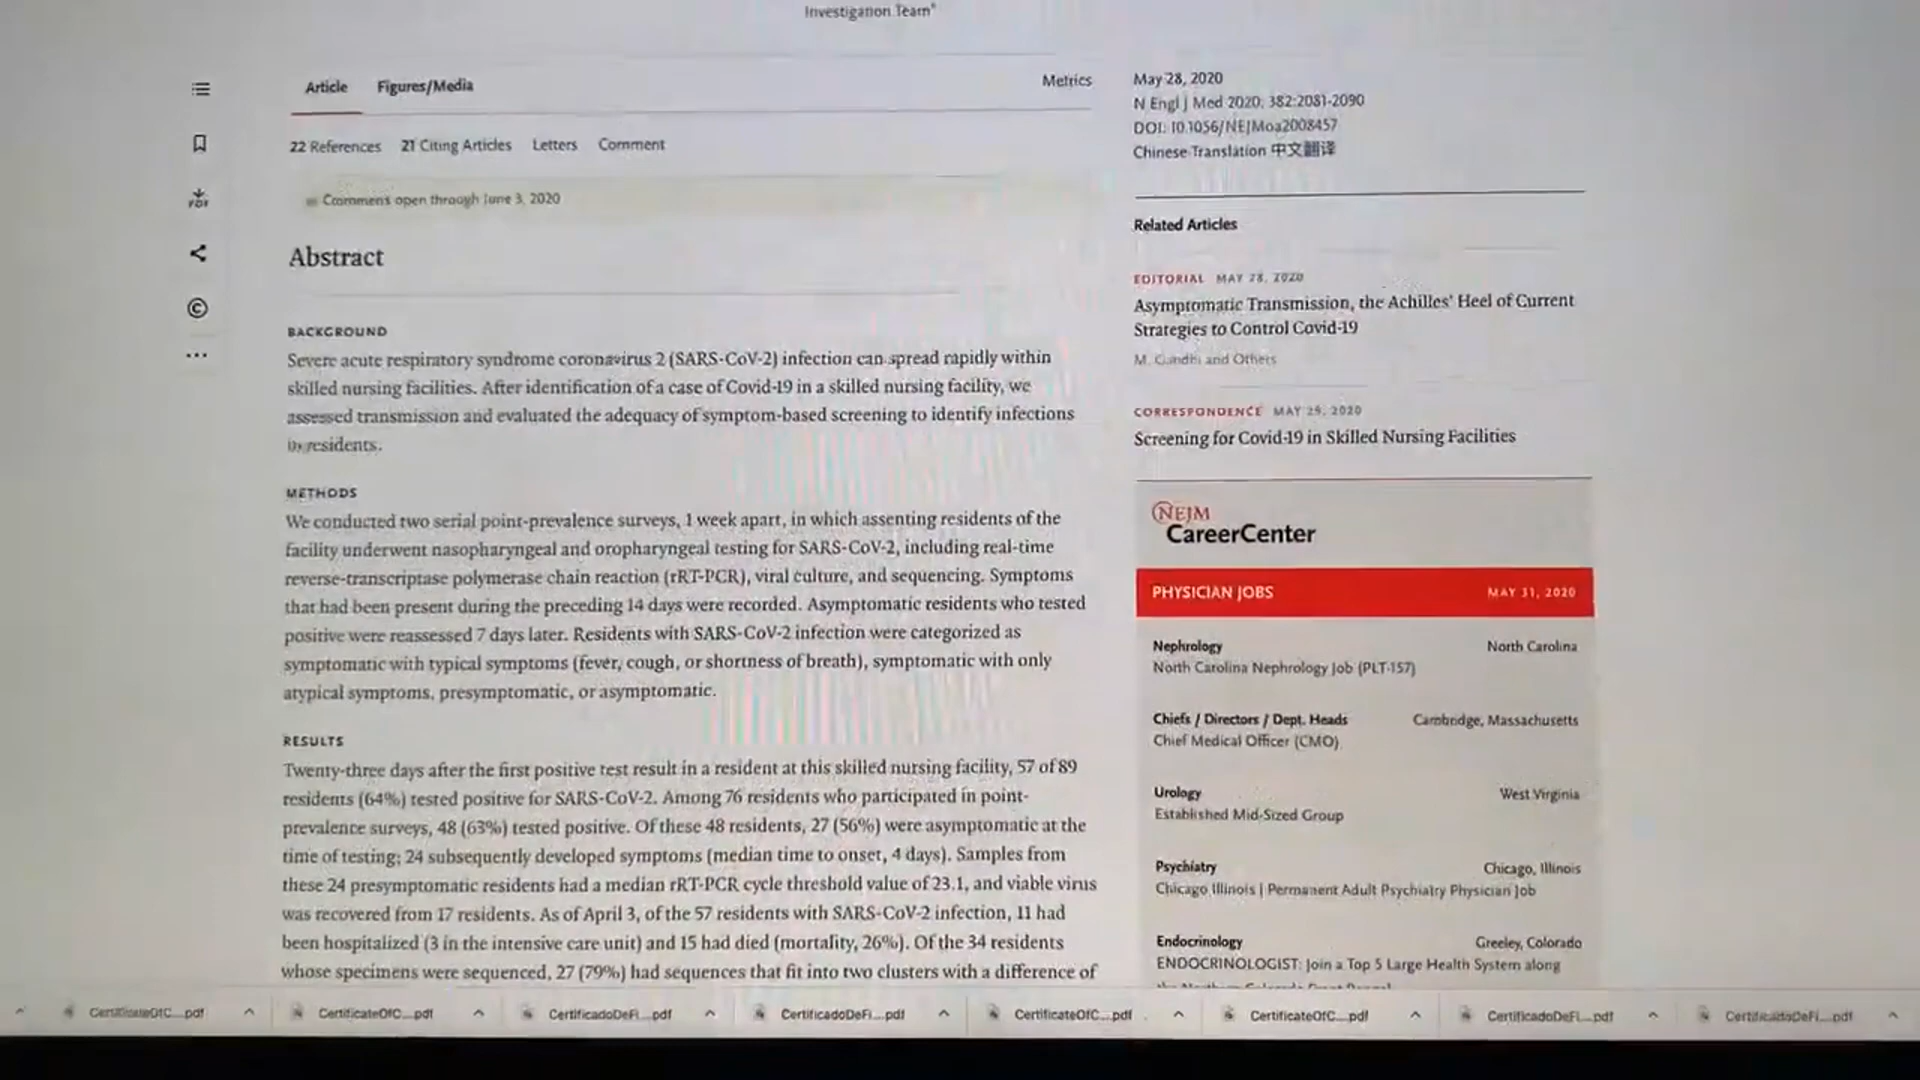 Investigation Team*
Article Figures/Media Metrics
22 References 21 Citing Articles Letters Comment
Comments open through June 3, 2020
Abstract
BACKGROUND
Severe acute respiratory syndrome coronavirus 2 (SARS-CoV-2) infection can spread rapidly within
skilled nursing facilities. After identification of a case of Covid-19 in a skilled nursing facility, we
assessed transmission and evaluated the adequacy of symptom-based screening to identify infections
in residents.
METHODS
We conducted two serial point-prevalence surveys, 1 week apart, in which assenting residents of the
facility underwent nasopharyngeal and oropharyngeal testing for SARS-CoV-2, including real-time
reverse-transcriptase polymerase chain reaction (rRT-PCR), viral culture, and sequencing. Symptoms
that had been present during the preceding 14 days were recorded. Asymptomatic residents who tested
positive were reassessed 7 days later. Residents with SARS-CoV-2 infection were categorized as
symptomatic with typical symptoms (fever, cough, or shortness of breath), symptomatic with only
atypical symptoms, presymptomatic, or asymptomatic.
RESULTS
Twenty-three days after the first positive test result in a resident at this skilled nursing facility, 57 of 89
residents (64%) tested positive for SARS-CoV-2. Among 76 residents who participated in point-
prevalence surveys, 48 (63%) tested positive. Of these 48 residents, 27 (56%) were asymptomatic at the
time of testing; 24 subsequently developed symptoms (median time to onset, 4 days). Samples from
these 24 presymptomatic residents had a median rRT-PCR cycle threshold value of 23.1, and viable virus
was recovered from 17 residents. As of April 3, of the 57 residents with SARS-CoV-2 infection, 11 had
been hospitalized (3 in the intensive care unit) and 15 had died (mortality, 26%). Of the 34 residents
whose specimens were sequenced, 27 (79%) had sequences that fit into two clusters with a difference of
May 28, 2020
N Engl J Med 2020; 382:2081-2090
DOI: 10.1056/NEJMoa2008457
Chinese Translation 中文翻译
Related Articles
EDITORIAL MAY 28, 2020
Asymptomatic Transmission, the Achilles' Heel of Current
Strategies to Control Covid-19
M. Gandhi and Others
CORRESPONDENCE MAY 29, 2020
Screening for Covid-19 in Skilled Nursing Facilities
NEJM
CareerCenter
PHYSICIAN JOBS MAY 31, 2020
Nephrology North Carolina
North Carolina Nephrology Job (PLT-157)
Chiefs / Directors / Dept. Heads Cambridge, Massachusetts
Chief Medical Officer (CMO)
Urology West Virginia
Established Mid-Sized Group
Psychiatry Chicago, Illinois
Chicago Illinois | Permanent Adult Psychiatry Physician Job
Endocrinology Greeley, Colorado
ENDOCRINOLOGIST: Join a Top 5 Large Health System along
PDF
CertificateOfC....pdf CertificateOfC....pdf CertificadoDeFi....pdf CertificadoDeFi....pdf CertificateOfC....pdf CertificateOfC....pdf CertificadoDeFi....pdf CertificadoDeFi....pdf